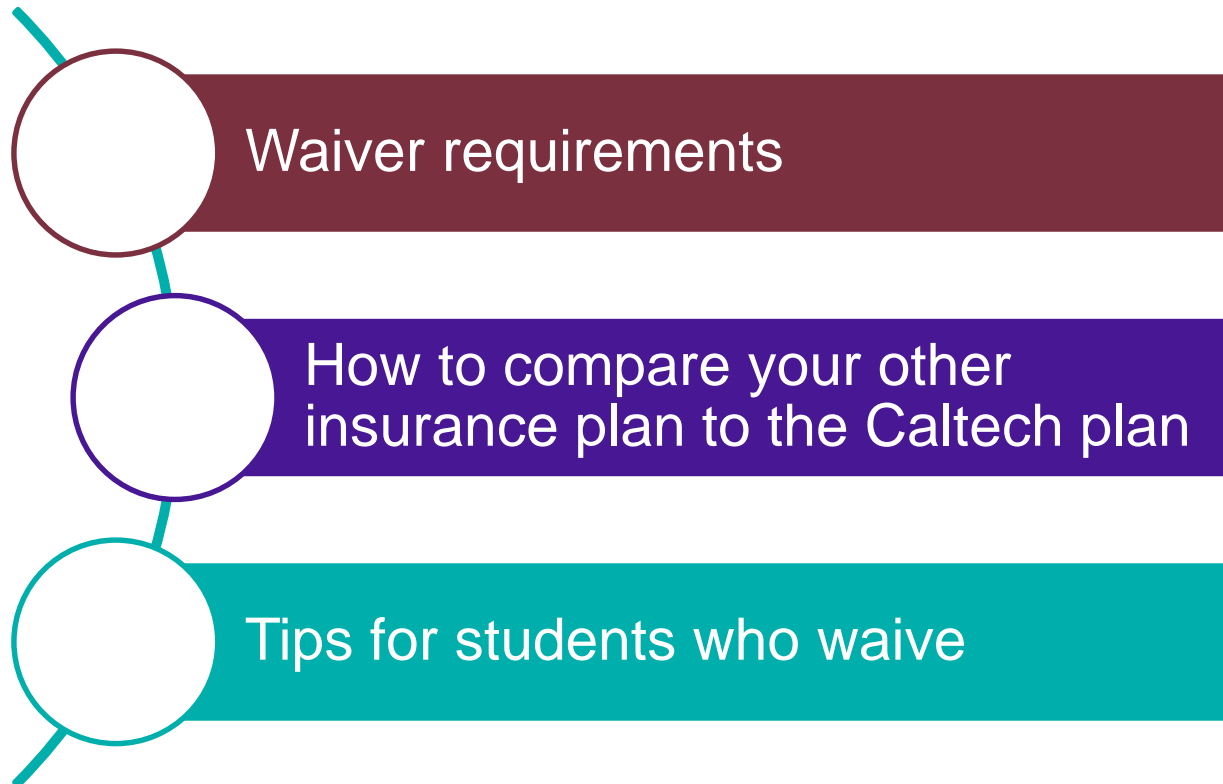 Waiver requirements
How to compare your other
insurance plan to the Caltech plan
Tips for students who waive